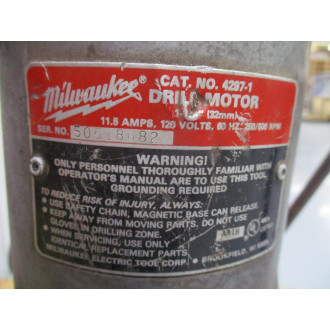 Milwaukee
CAT. NO. 4297-1
DRILL MOTOR
(32mm)
11.5 AMPS, 120 VOLTS, 60 HZ, RPM
SER. NO.
WARNING!
ONLY PERSONNEL THOROUGHLY FAMILIAR WITH
OPERATOR'S MANUAL ARE TO USE THIS TOOL.
GROUNDING REQUIRED
TO REDUCE RISK OF INJURY, ALWAYS:
• USE SAFETY CHAIN, MAGNETIC BASE CAN RELEASE.
• KEEP AWAY FROM MOVING PARTS, DO NOT USE
GLOVES IN DRILLING ZONE.
• WHEN SERVICING, USE ONLY
IDENTICAL REPLACEMENT PARTS.
MILWAUKEE ELECTRIC TOOL CORP. BROOKFIELD, WI